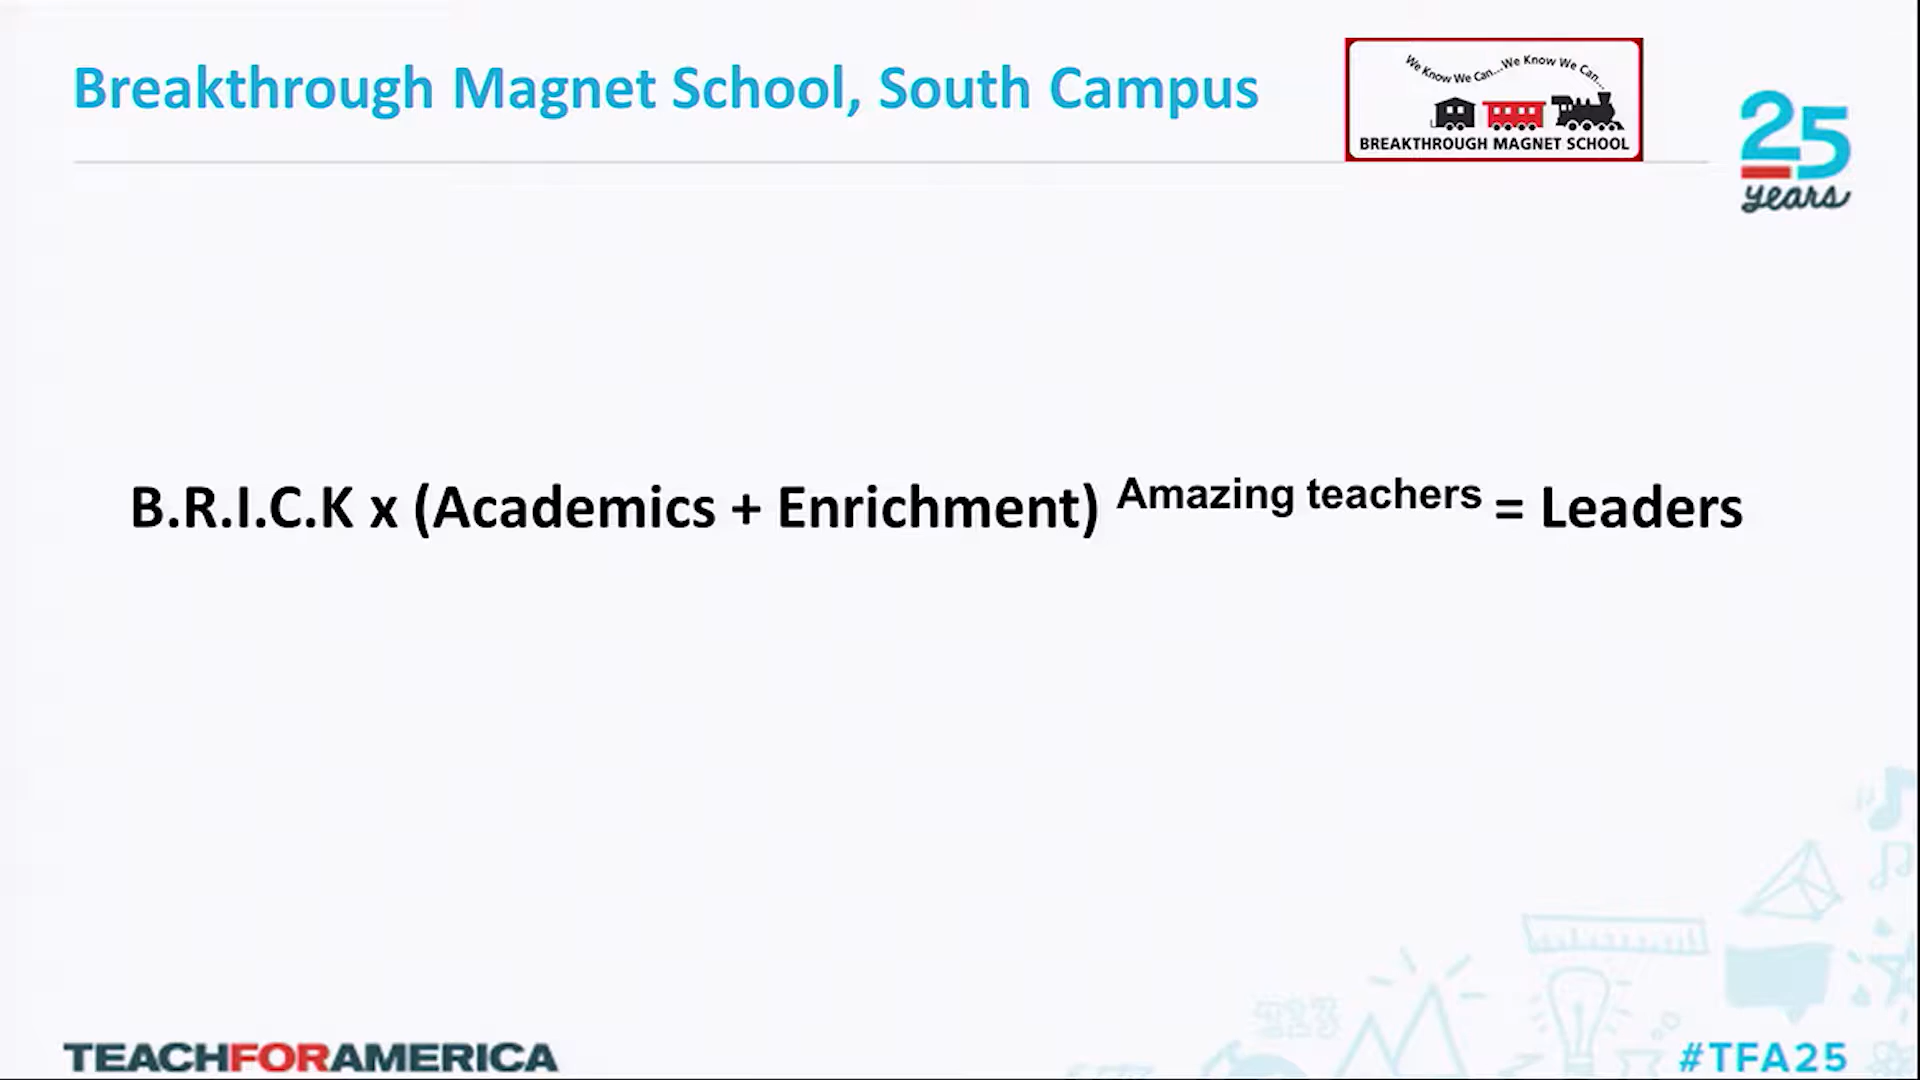 Breakthrough Magnet School, South Campus
We Know We Can...We Know We Can...
BREAKTHROUGH MAGNET SCHOOL
25
years
B.R.I.C.K x (Academics + Enrichment) Amazing teachers = Leaders
TEACHFORAMERICA
#TFA25